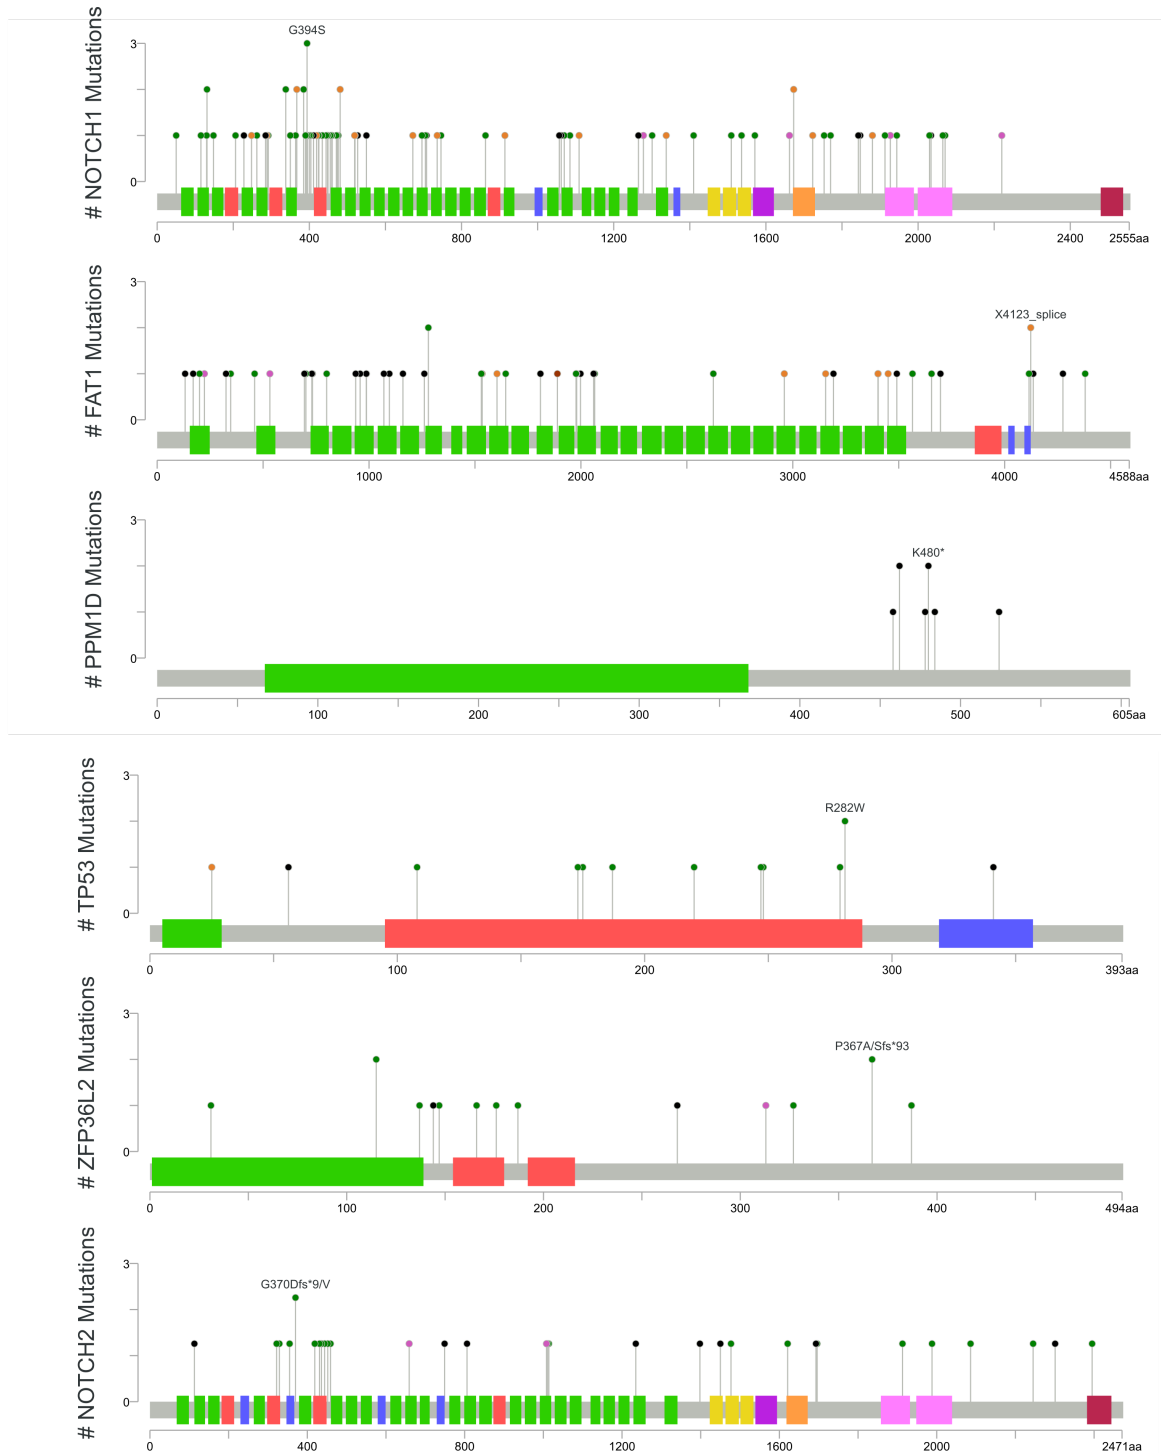 # NOTCH1 Mutations
G394S
3
0
0 400 800 1200 1600 2000 2400 2555aa
# FAT1 Mutations
X4123_splice
3
0
0 1000 2000 3000 4000 4588aa
# PPM1D Mutations
K480*
3
0
0 100 200 300 400 500 605aa
# TP53 Mutations
R282W
3
0
0 100 200 300 393aa
# ZFP36L2 Mutations
P367A/Sfs*93
3
0
0 100 200 300 400 494aa
# NOTCH2 Mutations
G370Dfs*9/V
3
0
0 400 800 1200 1600 2000 2471aa